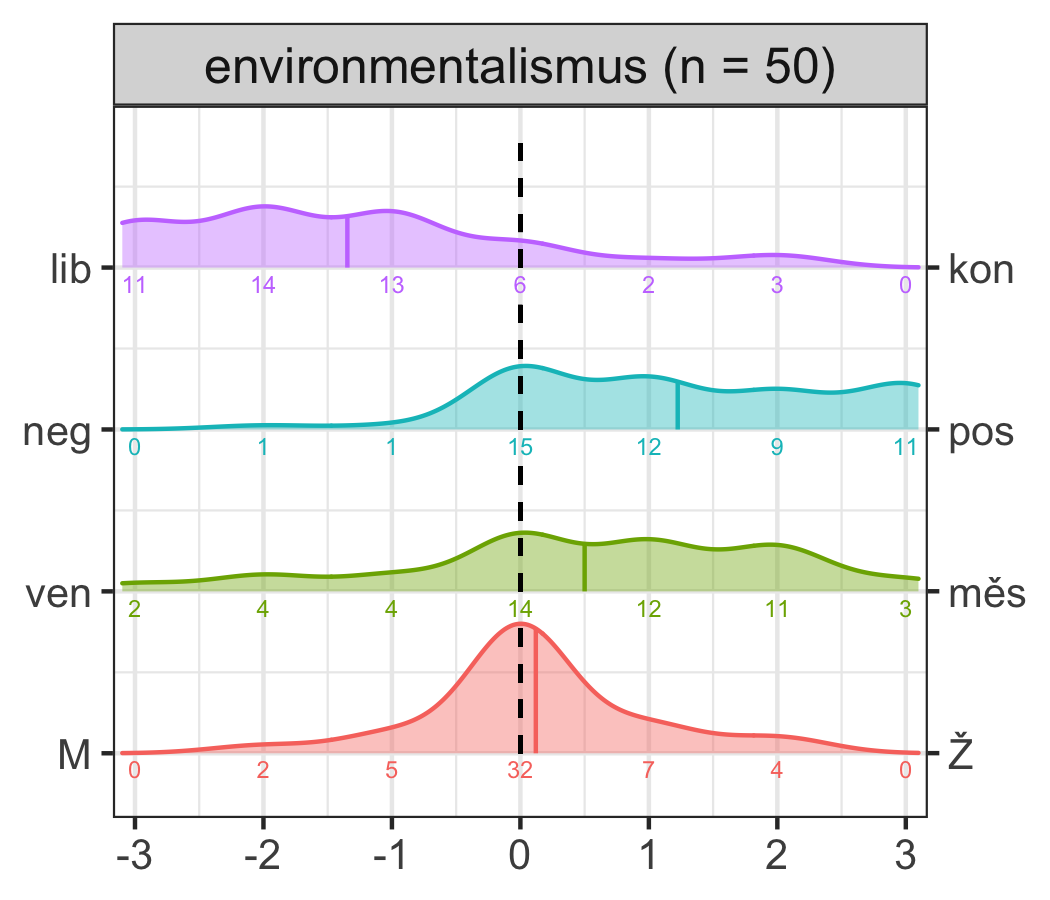 environmentalismus (n = 50)
lib kon
11 14 13 6 2 3 0
neg pos
0 1 1 15 12 9 11
ven měs
2 4 4 14 12 11 3
M Ž
0 2 5 32 7 4 0
-3 -2 -1 0 1 2 3